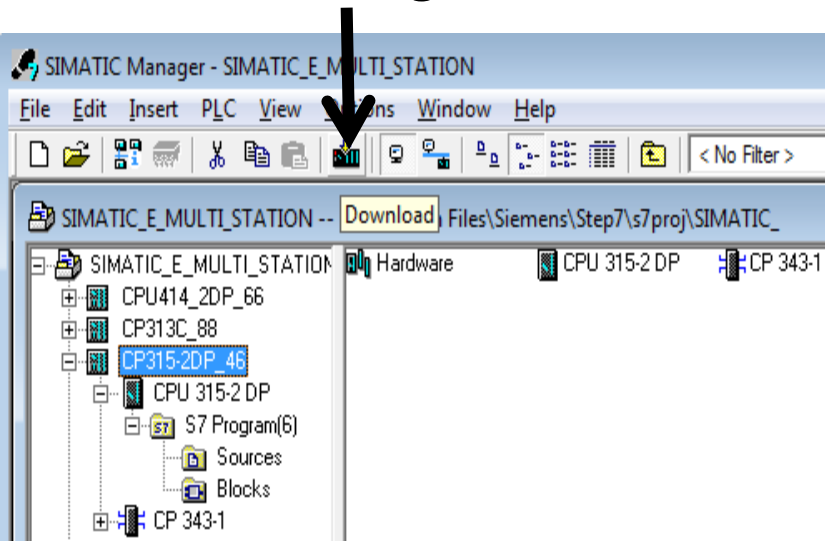 SIMATIC Manager - SIMATIC_E_MULTI_STATION
File Edit Insert PLC View Options Window Help
< No Filter >
SIMATIC_E_MULTI_STATION -- Download Files\Siemens\Step7\s7proj\SIMATIC_
SIMATIC_E_MULTI_STATION
Hardware CPU 315-2 DP CP 343-1
CPU414_2DP_66
CP313C_88
CP315-2DP_46
CPU 315-2 DP
S7 Program(6)
Sources
Blocks
CP 343-1